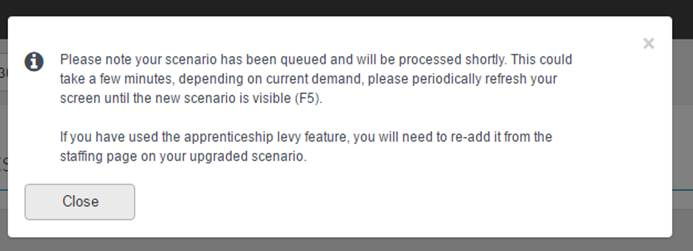 Please note your scenario has been queued and will be processed shortly. This could
take a few minutes, depending on current demand, please periodically refresh your
screen until the new scenario is visible (F5).
If you have used the apprenticeship levy feature, you will need to re-add it from the
staffing page on your upgraded scenario.
Close